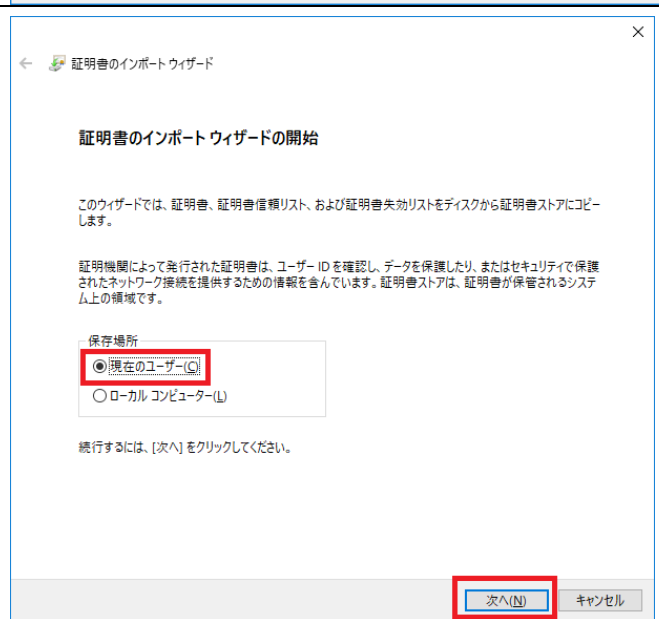 証明書のインポート ウィザード
証明書のインポート ウィザードの開始
このウィザードでは、証明書、証明書信頼リスト、および証明書失効リストをディスクから証明書ストアにコピー
します。
証明機関によって発行された証明書は、ユーザー ID を確認し、データを保護したり、またはセキュリティで保護
されたネットワーク接続を提供するための情報を含んでいます。証明書ストアは、証明書が保管されるシステ
ム上の領域です。
保存場所
現在のユーザー(C)
ローカル コンピューター(L)
続行するには、[次へ] をクリックしてください。
次へ(N)
キャンセル